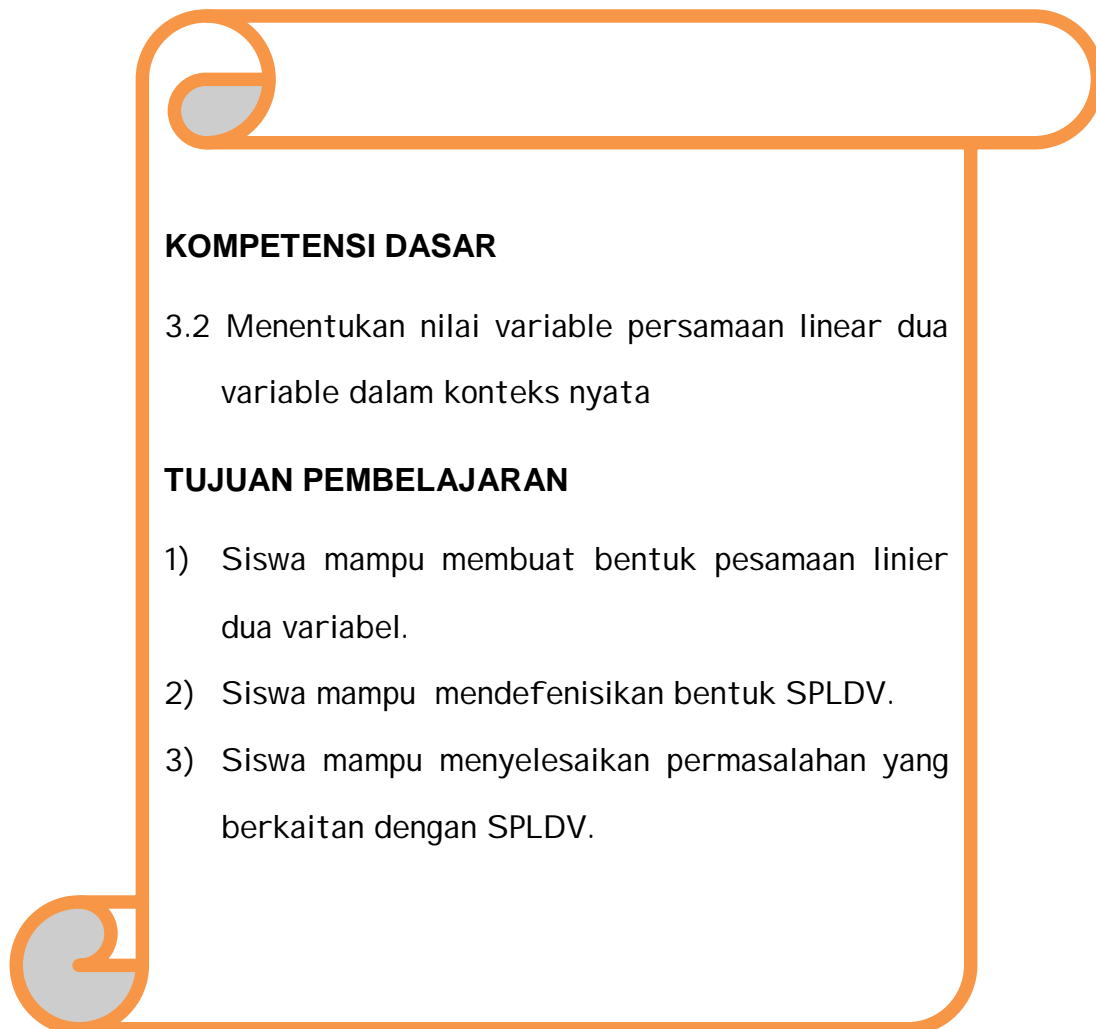 KOMPETENSI DASAR
3.2 Menentukan nilai variable persamaan linear dua
variable dalam konteks nyata
TUJUAN PEMBELAJARAN
1) Siswa mampu membuat bentuk pesamaan linier
dua variabel.
2) Siswa mampu mendefenisikan bentuk SPLDV.
3) Siswa mampu menyelesaikan permasalahan yang
berkaitan dengan SPLDV.